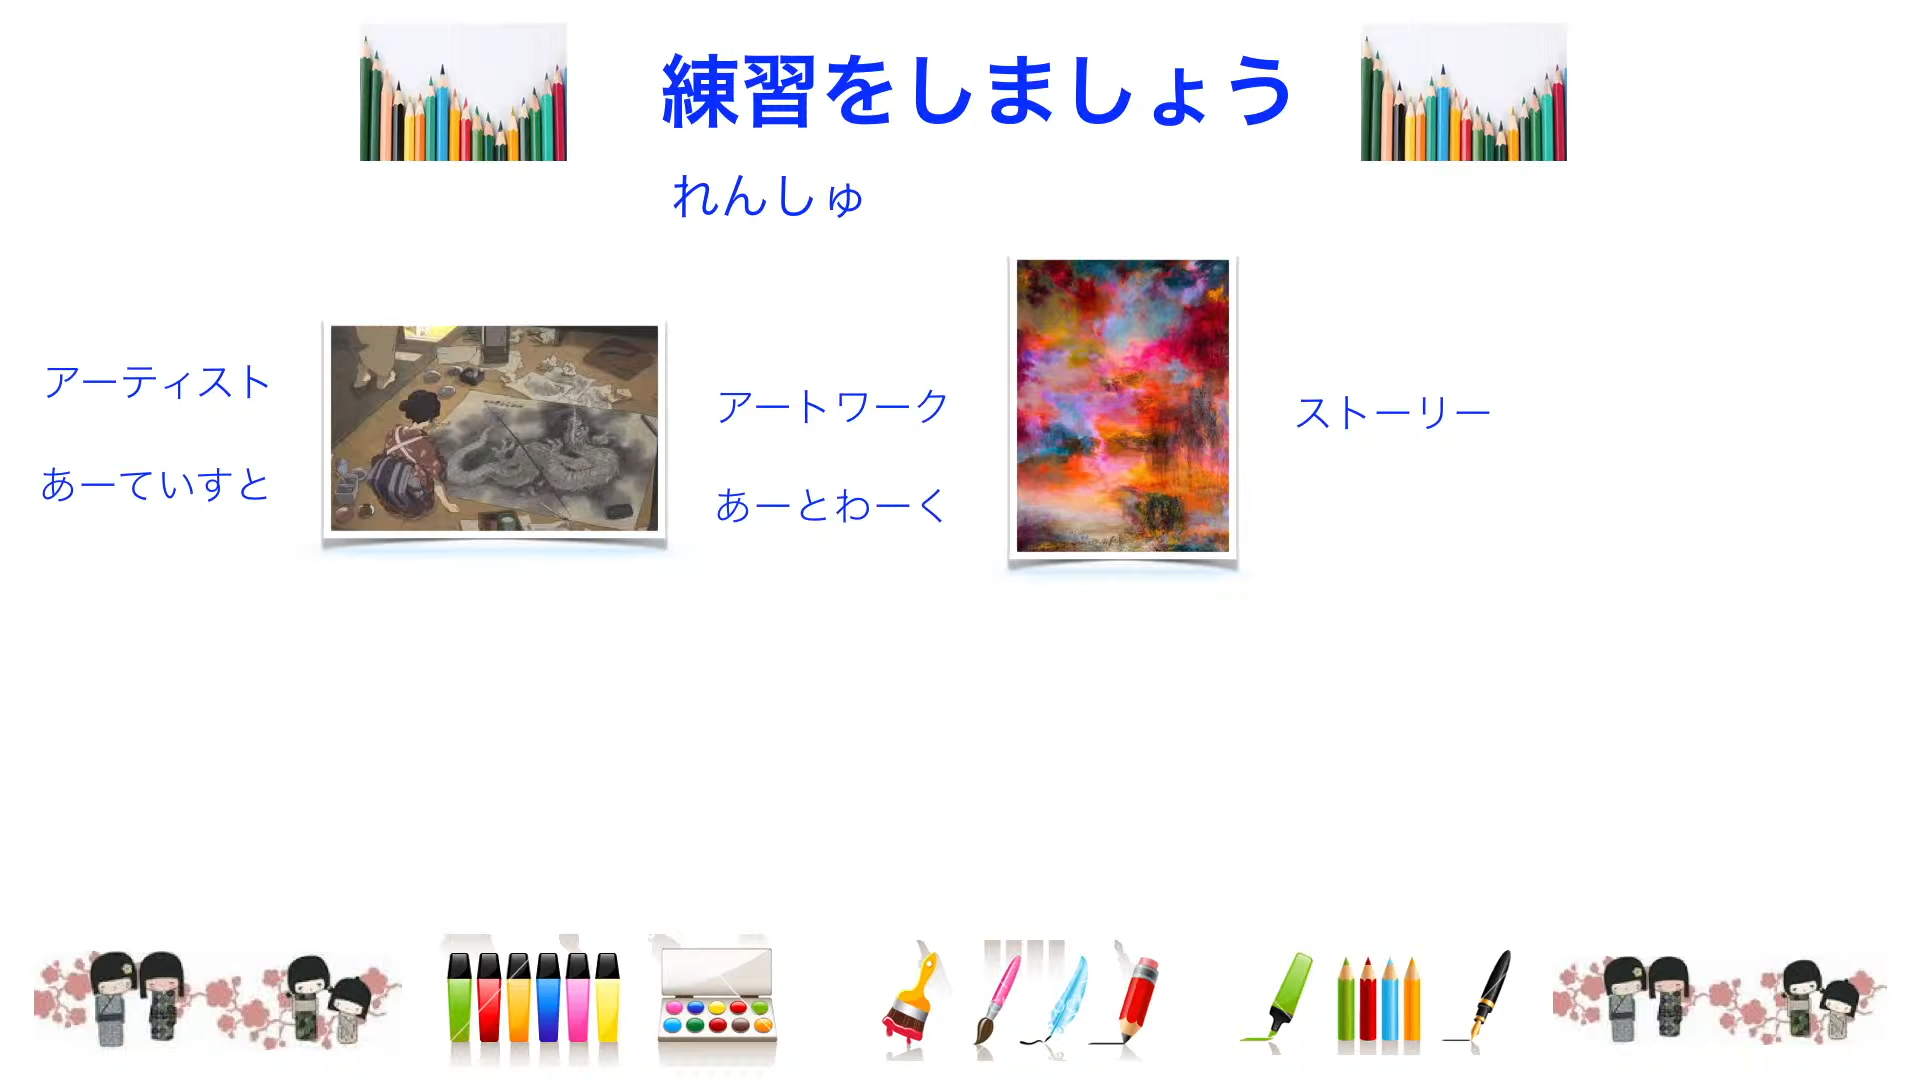 練習をしましょう
れんしゅ
アーティスト
あーていすと
アートワーク
あーとわーく
ストーリー